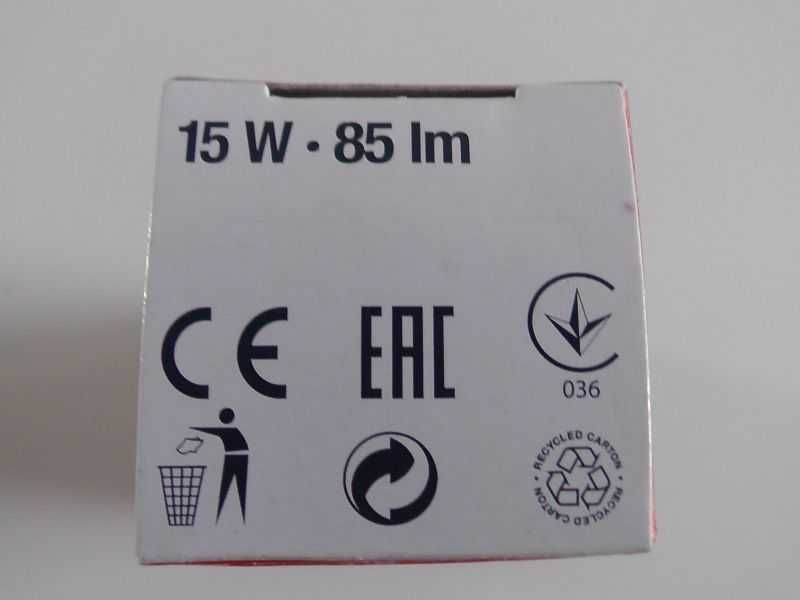 15 W • 85 lm
CE
EAC
036
• RECYCLED CARTON •
RECYCLED CARTON